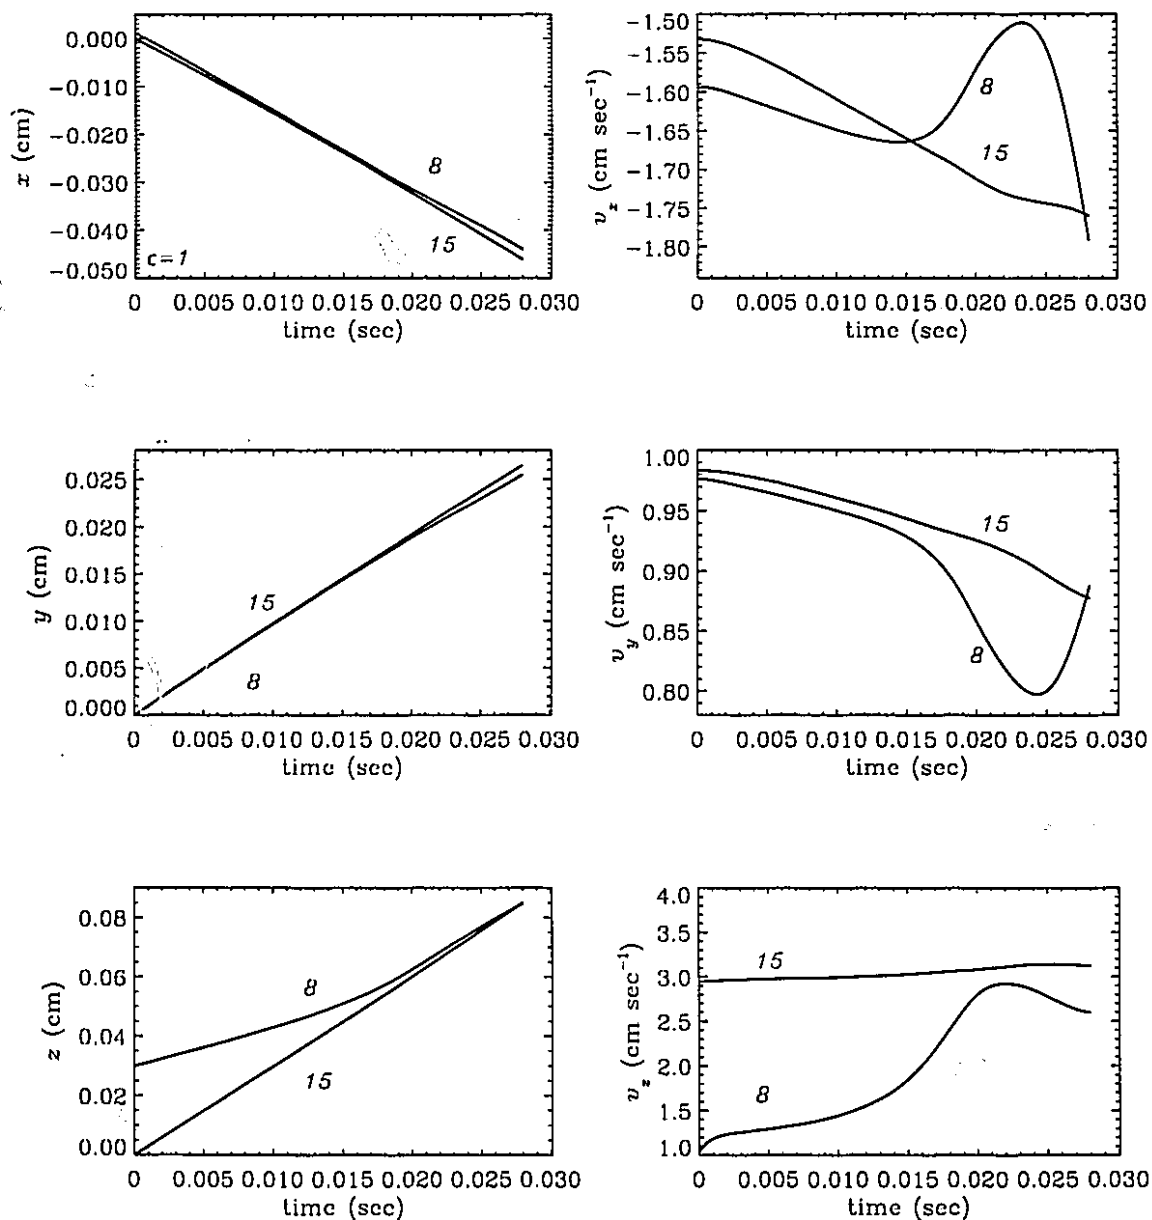 0.000
-0.010
-0.020
-0.030
-0.040
-0.050
x (cm)
8
15
c=1
0 0.005 0.010 0.015 0.020 0.025 0.030
time (sec)
-1.50
-1.55
-1.60
-1.65
-1.70
-1.75
-1.80
v_z (cm sec⁻¹)
8
15
0 0.005 0.010 0.015 0.020 0.025 0.030
time (sec)
0.025
0.020
0.015
0.010
0.005
0.000
y (cm)
15
8
0 0.005 0.010 0.015 0.020 0.025 0.030
time (sec)
1.00
0.95
0.90
0.85
0.80
v_y (cm sec⁻¹)
15
8
0 0.005 0.010 0.015 0.020 0.025 0.030
time (sec)
0.08
0.06
0.04
0.02
0.00
z (cm)
8
15
0 0.005 0.010 0.015 0.020 0.025 0.030
time (sec)
4.0
3.5
3.0
2.5
2.0
1.5
1.0
v_z (cm sec⁻¹)
15
8
0 0.005 0.010 0.015 0.020 0.025 0.030
time (sec)